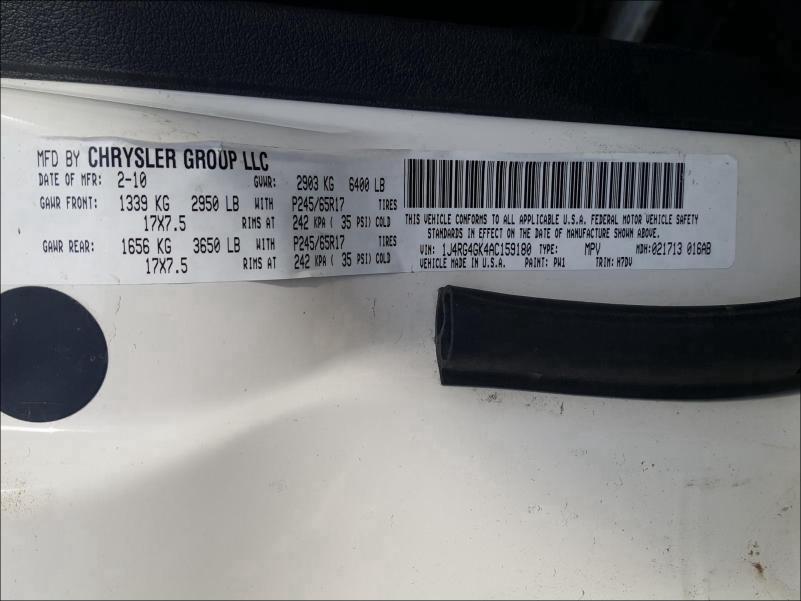 MFD BY CHRYSLER GROUP LLC
DATE OF MFR: 2-10 GVWR: 2903 KG 6400 LB
GAWR FRONT: 1339 KG 2950 LB WITH P245/65R17 TIRES
17X7.5 RIMS AT 242 KPA ( 35 PSI) COLD
GAWR REAR: 1656 KG 3650 LB WITH P245/65R17 TIRES
17X7.5 RIMS AT 242 KPA ( 35 PSI) COLD
THIS VEHICLE CONFORMS TO ALL APPLICABLE U.S.A. FEDERAL MOTOR VEHICLE SAFETY
STANDARDS IN EFFECT ON THE DATE OF MANUFACTURE SHOWN ABOVE.
VIN: 1J4RG4GK4AC159180 TYPE: MPV MDH: 021713 016AB
VEHICLE MADE IN U.S.A. PAINT: PW1 TRIM: H7DV